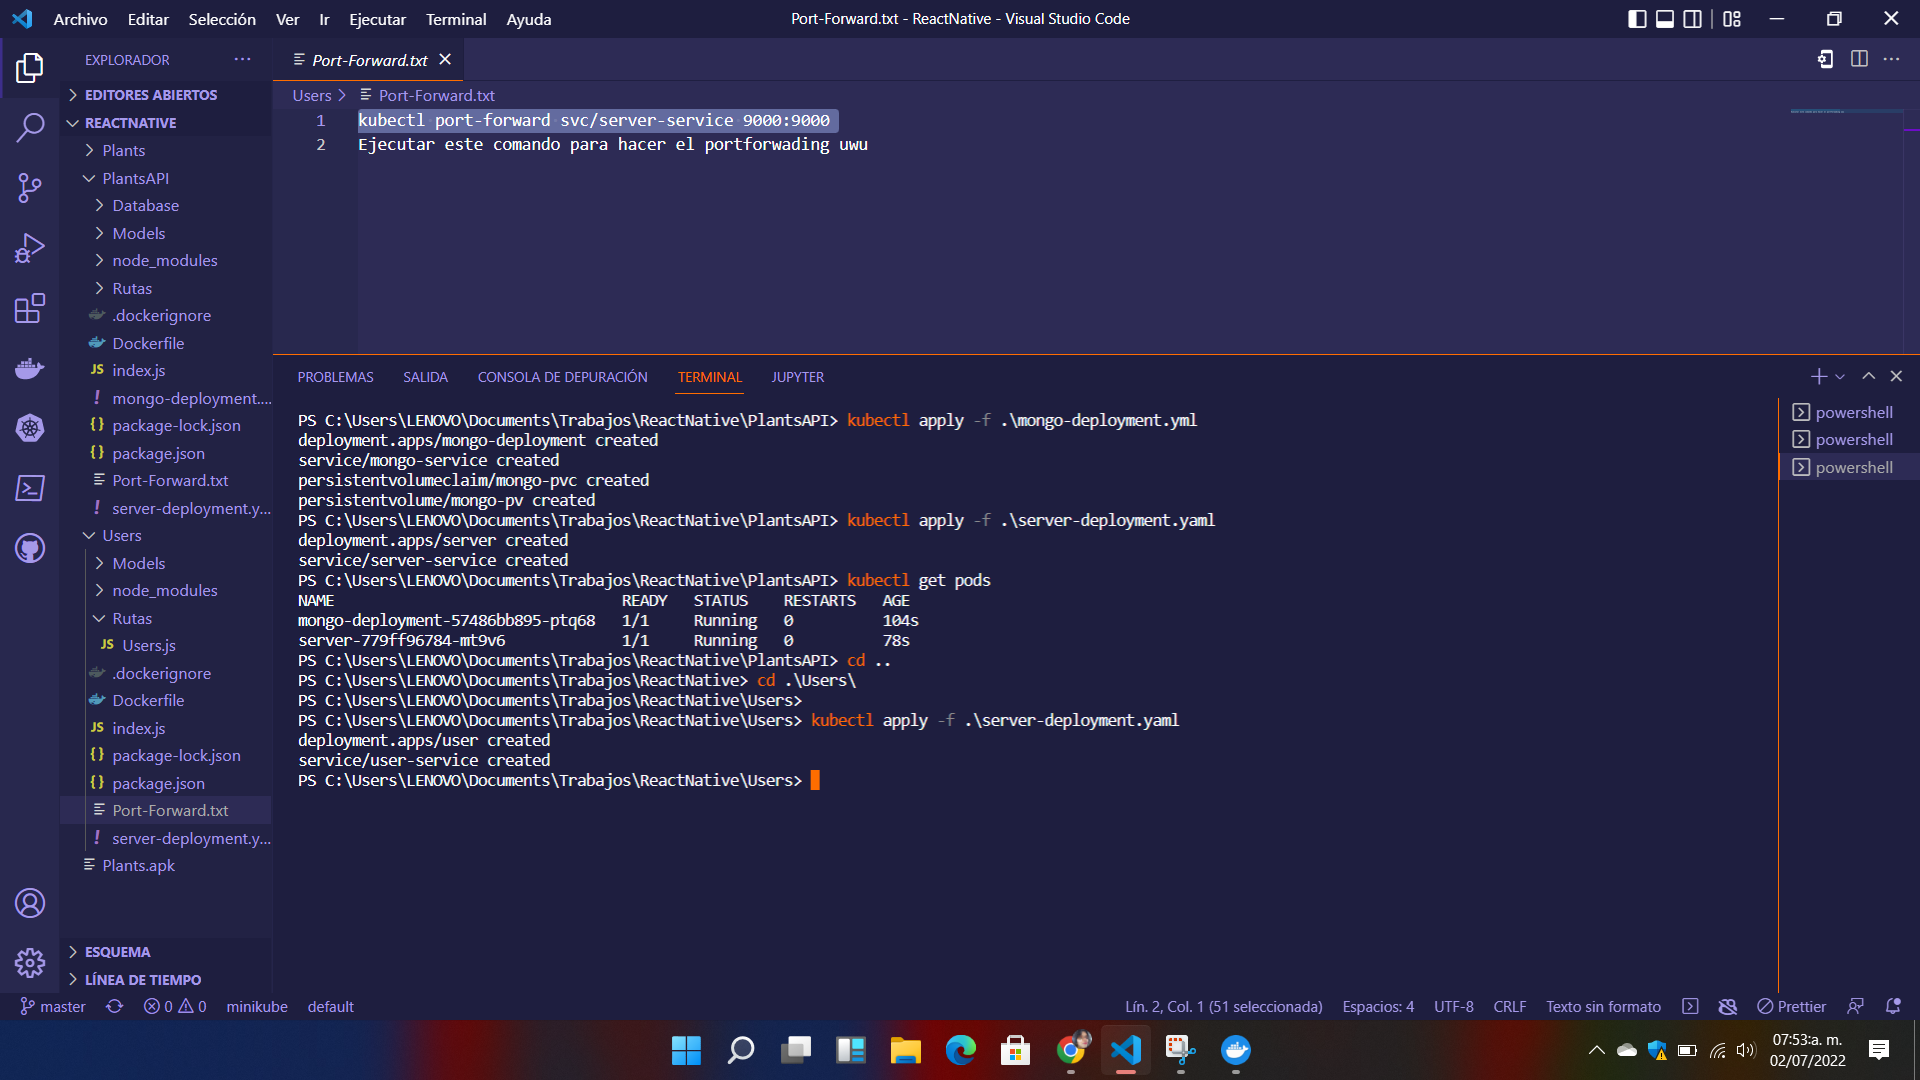 Archivo Editar Selección Ver Ir Ejecutar Terminal Ayuda
Port-Forward.txt - ReactNative - Visual Studio Code
EXPLORADOR
EDITORES ABIERTOS
REACTNATIVE
Plants
PlantsAPI
Database
Models
node_modules
Rutas
.dockerignore
Dockerfile
JS index.js
! mongo-deployment....
{} package-lock.json
{} package.json
Port-Forward.txt
! server-deployment.y...
Users
Models
node_modules
Rutas
JS Users.js
.dockerignore
Dockerfile
JS index.js
{} package-lock.json
{} package.json
Port-Forward.txt
! server-deployment.y...
Plants.apk
ESQUEMA
LÍNEA DE TIEMPO
Port-Forward.txt
Users > Port-Forward.txt
1 kubectl port-forward svc/server-service 9000:9000
2 Ejecutar este comando para hacer el portforwading uwu
PROBLEMAS SALIDA CONSOLA DE DEPURACIÓN TERMINAL JUPYTER
PS C:\Users\LENOVO\Documents\Trabajos\ReactNative\PlantsAPI> kubectl apply -f .\mongo-deployment.yml
deployment.apps/mongo-deployment created
service/mongo-service created
persistentvolumeclaim/mongo-pvc created
persistentvolume/mongo-pv created
PS C:\Users\LENOVO\Documents\Trabajos\ReactNative\PlantsAPI> kubectl apply -f .\server-deployment.yaml
deployment.apps/server created
service/server-service created
PS C:\Users\LENOVO\Documents\Trabajos\ReactNative\PlantsAPI> kubectl get pods
NAME READY STATUS RESTARTS AGE
mongo-deployment-57486bb895-ptq68 1/1 Running 0 104s
server-779ff96784-mt9v6 1/1 Running 0 78s
PS C:\Users\LENOVO\Documents\Trabajos\ReactNative\PlantsAPI> cd ..
PS C:\Users\LENOVO\Documents\Trabajos\ReactNative> cd .\Users\
PS C:\Users\LENOVO\Documents\Trabajos\ReactNative\Users>
PS C:\Users\LENOVO\Documents\Trabajos\ReactNative\Users> kubectl apply -f .\server-deployment.yaml
deployment.apps/user created
service/user-service created
PS C:\Users\LENOVO\Documents\Trabajos\ReactNative\Users>
powershell
powershell
powershell
master 0 0 minikube default
Lín. 2, Col. 1 (51 seleccionada) Espacios: 4 UTF-8 CRLF Texto sin formato Prettier
07:53:a. m.
02/07/2022